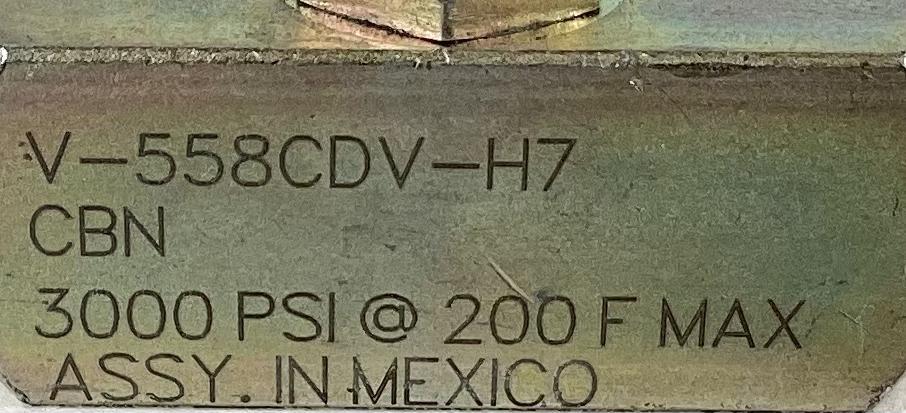 V-558CDV-H7
CBN
3000 PSI @ 200 F MAX
ASSY. IN MEXICO